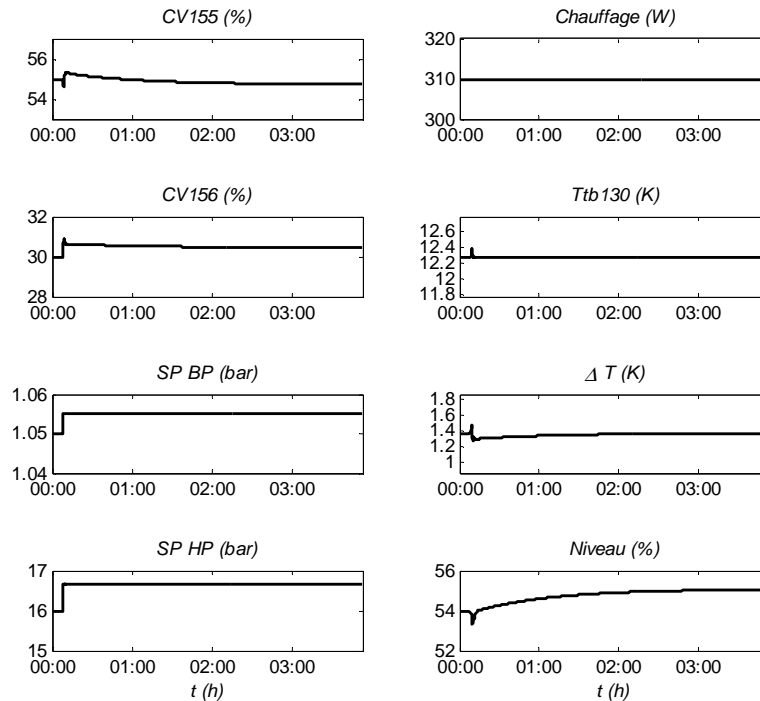 CV155 (%)
56
54
00:00 01:00 02:00 03:00
Chauffage (W)
320
310
300
00:00 01:00 02:00 03:00
CV156 (%)
32
30
28
00:00 01:00 02:00 03:00
Ttb130 (K)
12.6
12.4
12.2
12
11.8
00:00 01:00 02:00 03:00
SP BP (bar)
1.06
1.05
1.04
00:00 01:00 02:00 03:00
Δ T (K)
1.8
1.6
1.4
1.2
1
00:00 01:00 02:00 03:00
SP HP (bar)
17
16
15
00:00 01:00 02:00 03:00
t (h)
Niveau (%)
56
54
52
00:00 01:00 02:00 03:00
t (h)